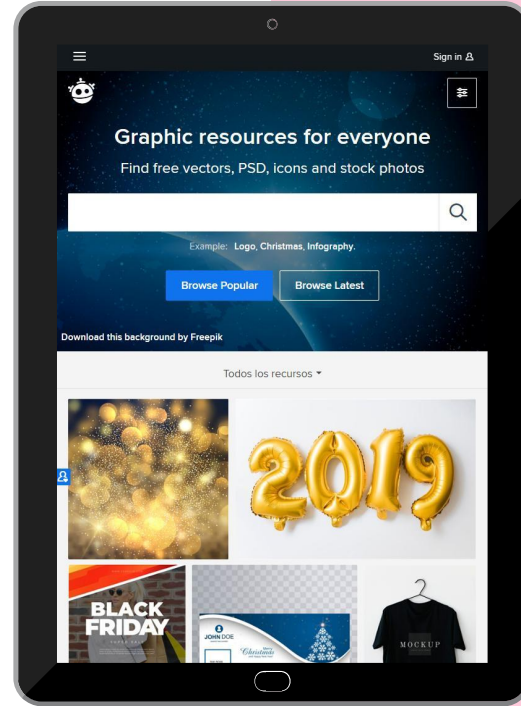 Sign in
Graphic resources for everyone
Find free vectors, PSD, icons and stock photos
Example: Logo, Christmas, Infography.
Browse Popular
Browse Latest
Download this background by Freepik
Todos los recursos
2019
BLACK
FRIDAY
JOHN DOE
Merry
Christmas
MOCKUP